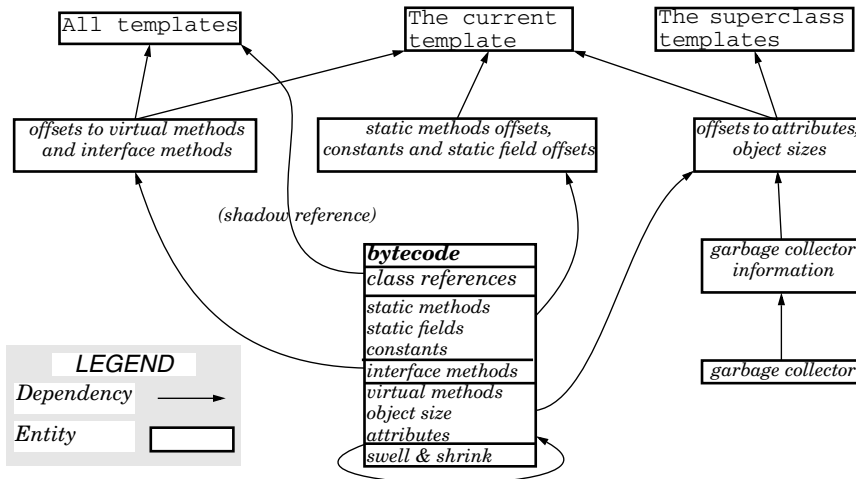 All templates
The current
template
The superclass
templates
offsets to virtual methods
and interface methods
static methods offsets,
constants and static field offsets
offsets to attributes,
object sizes
(shadow reference)
bytecode
class references
static methods
static fields
constants
interface methods
virtual methods
object size
attributes
swell & shrink
garbage collector
information
garbage collector
LEGEND
Dependency
Entity